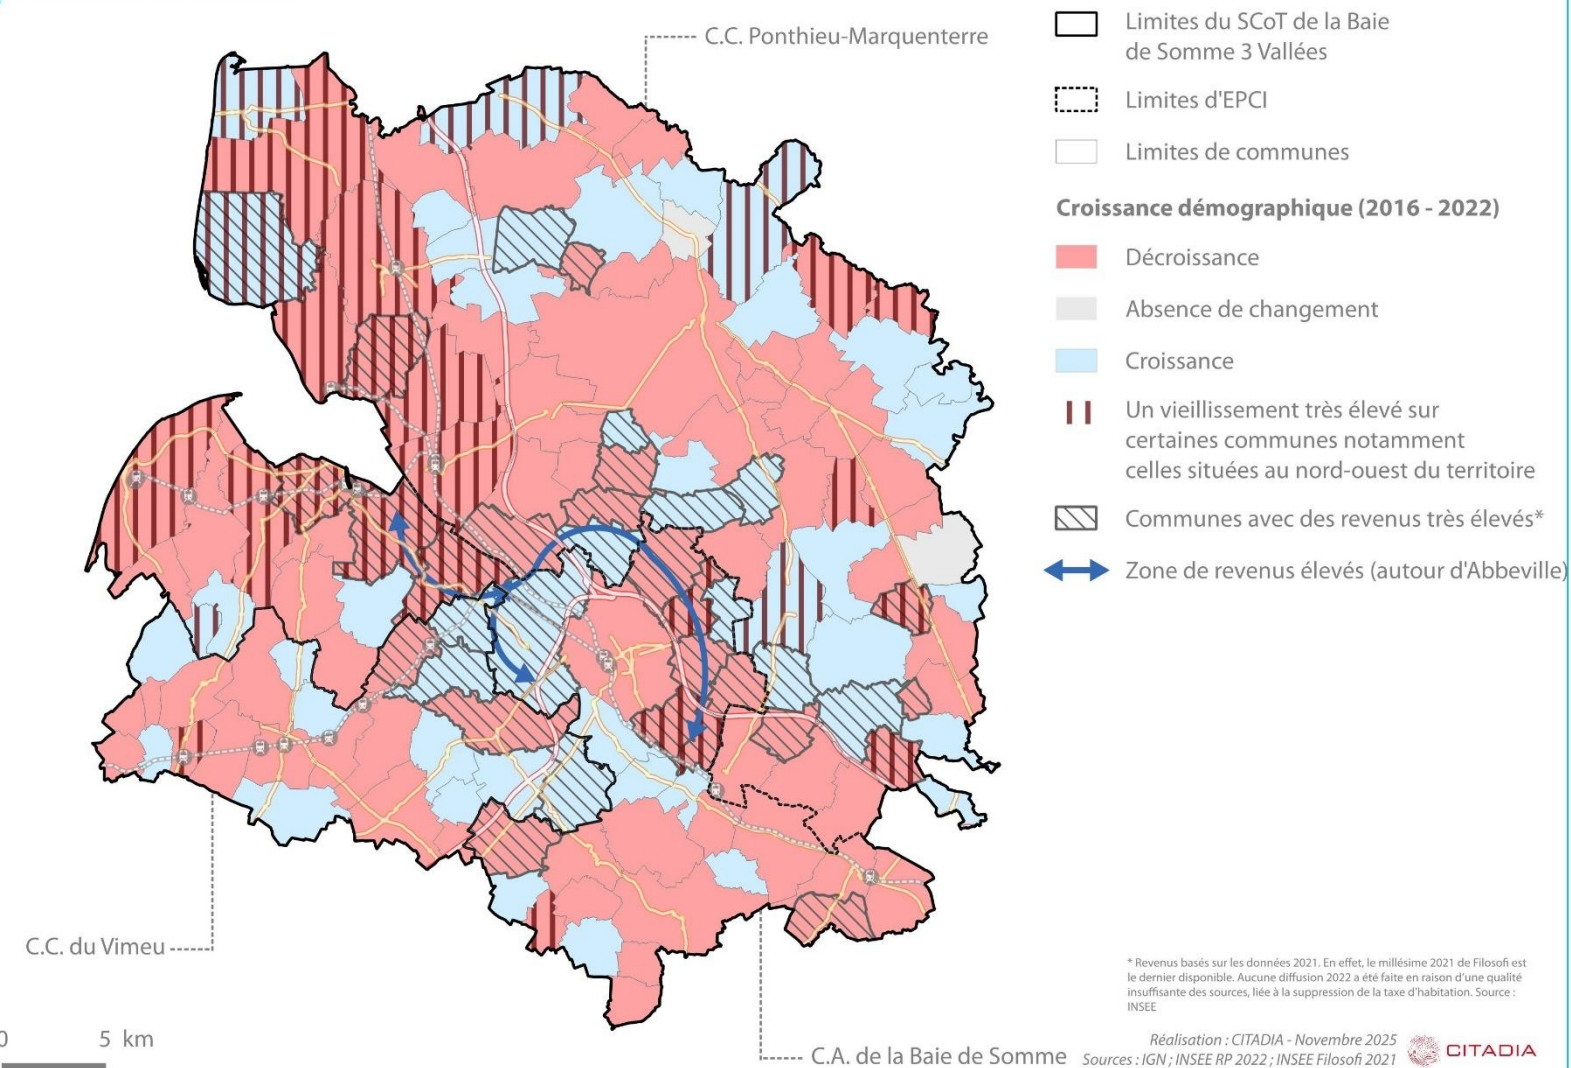 C.C. Ponthieu-Marquenterre
Limites du SCoT de la Baie
de Somme 3 Vallées
Limites d'EPCI
Limites de communes
Croissance démographique (2016 - 2022)
Décroissance
Absence de changement
Croissance
Un vieillissement très élevé sur
certaines communes notamment
celles situées au nord-ouest du territoire
Communes avec des revenus très élevés*
Zone de revenus élevés (autour d'Abbeville)
C.C. du Vimeu
* Revenus basés sur les données 2021. En effet, le millésime 2021 de Filosofi est
le dernier disponible. Aucune diffusion 2022 a été faite en raison d'une qualité
insuffisante des sources, liée à la suppression de la taxe d'habitation. Source :
INSEE
0 5 km
C.A. de la Baie de Somme
Réalisation : CITADIA - Novembre 2025
Sources : IGN ; INSEE RP 2022 ; INSEE Filosofi 2021
CITADIA